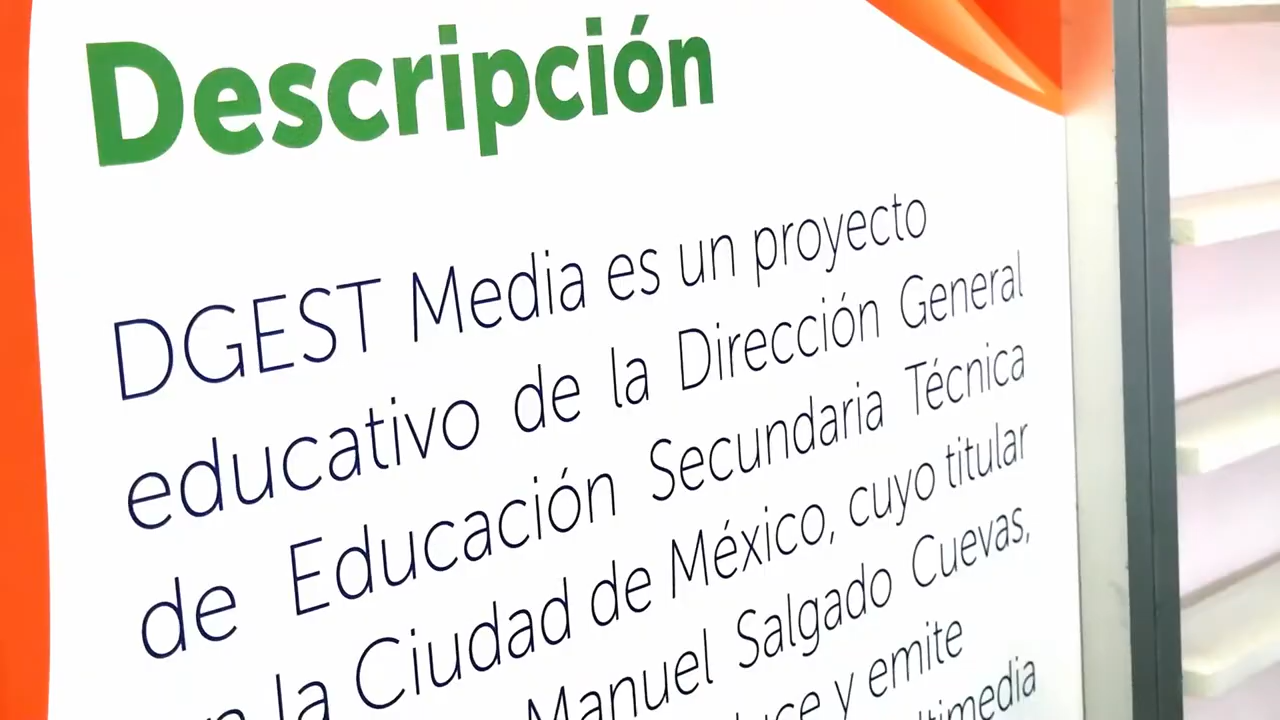 Descripción
DGEST Media es un proyecto
educativo de la Dirección General
de Educación Secundaria Técnica
la Ciudad de México, cuyo titular
Manuel Salgado Cuevas,
y emite